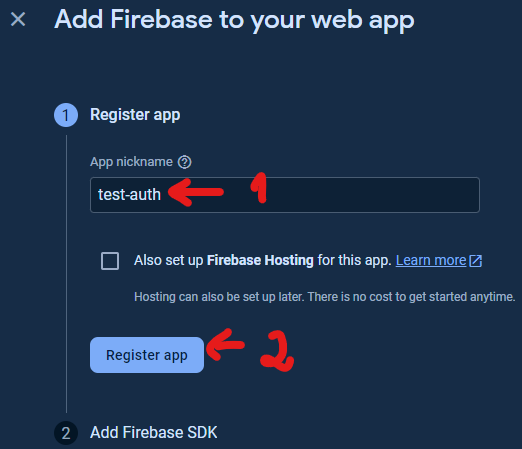 Add Firebase to your web app
1 Register app
App nickname
test-auth 1
Also set up Firebase Hosting for this app. Learn more
Hosting can also be set up later. There is no cost to get started anytime.
Register app 2
2 Add Firebase SDK